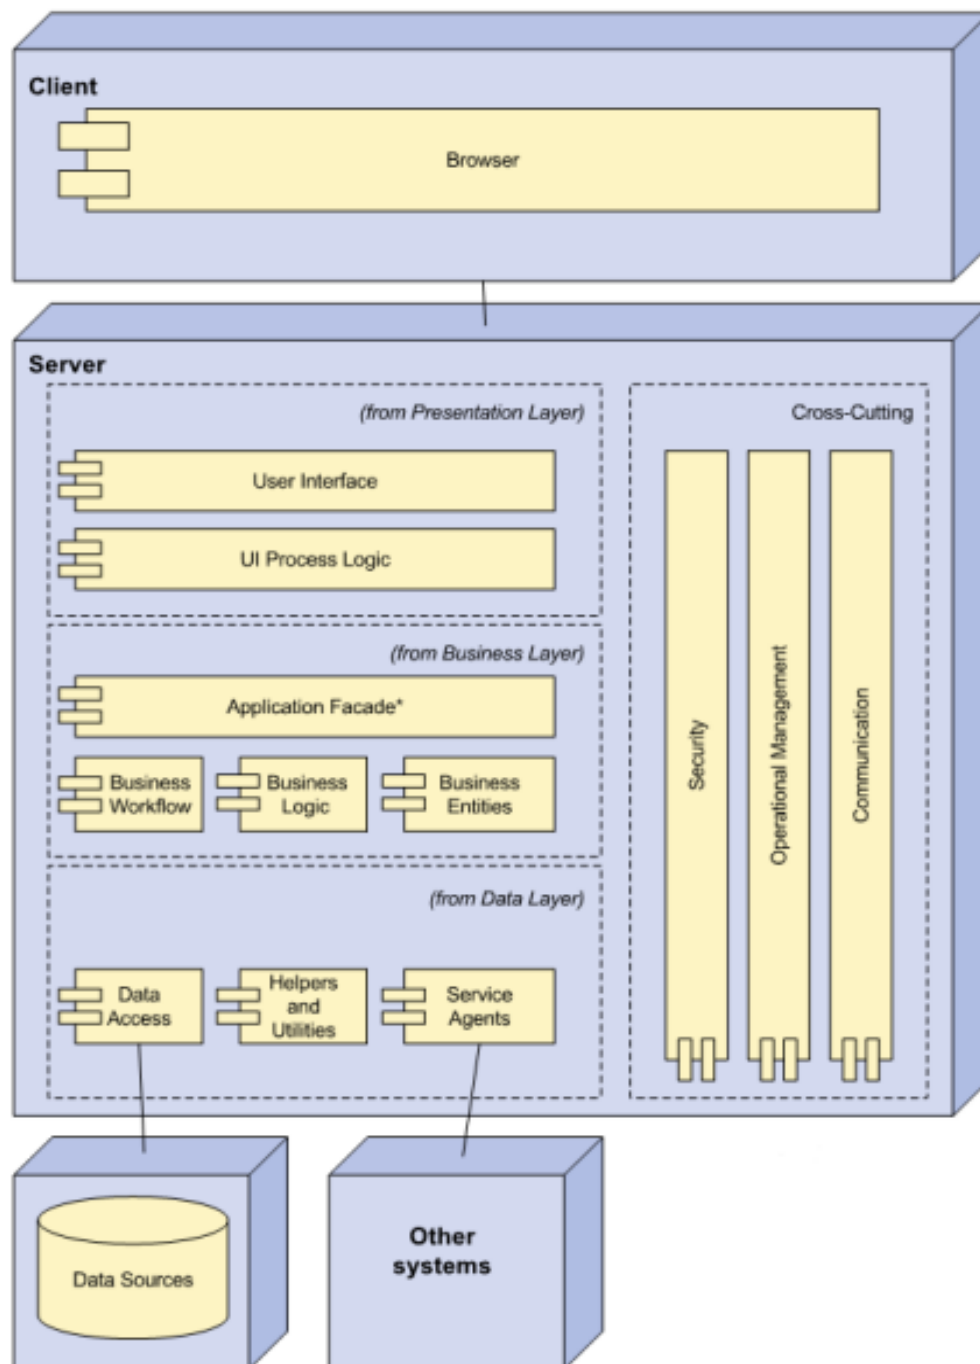 Client
Browser
Server
(from Presentation Layer)
User Interface
UI Process Logic
(from Business Layer)
Application Facade*
Business
Workflow
Business
Logic
Business
Entities
(from Data Layer)
Data
Access
Helpers
and
Utilities
Service
Agents
Cross-Cutting
Security
Operational Management
Communication
Data Sources
Other
systems